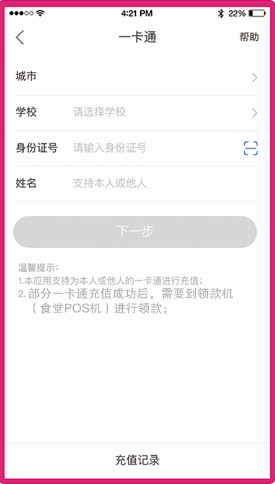 4:21 PM 22%
一卡通 帮助
城市
学校 请选择学校
身份证号 请输入身份证号
姓名 支持本人或他人
下一步
温馨提示：
1.本应用支持为本人或他人的一卡通进行充值；
2.部分一卡通充值成功后，需要到领款机
（食堂POS机）进行领款；
充值记录